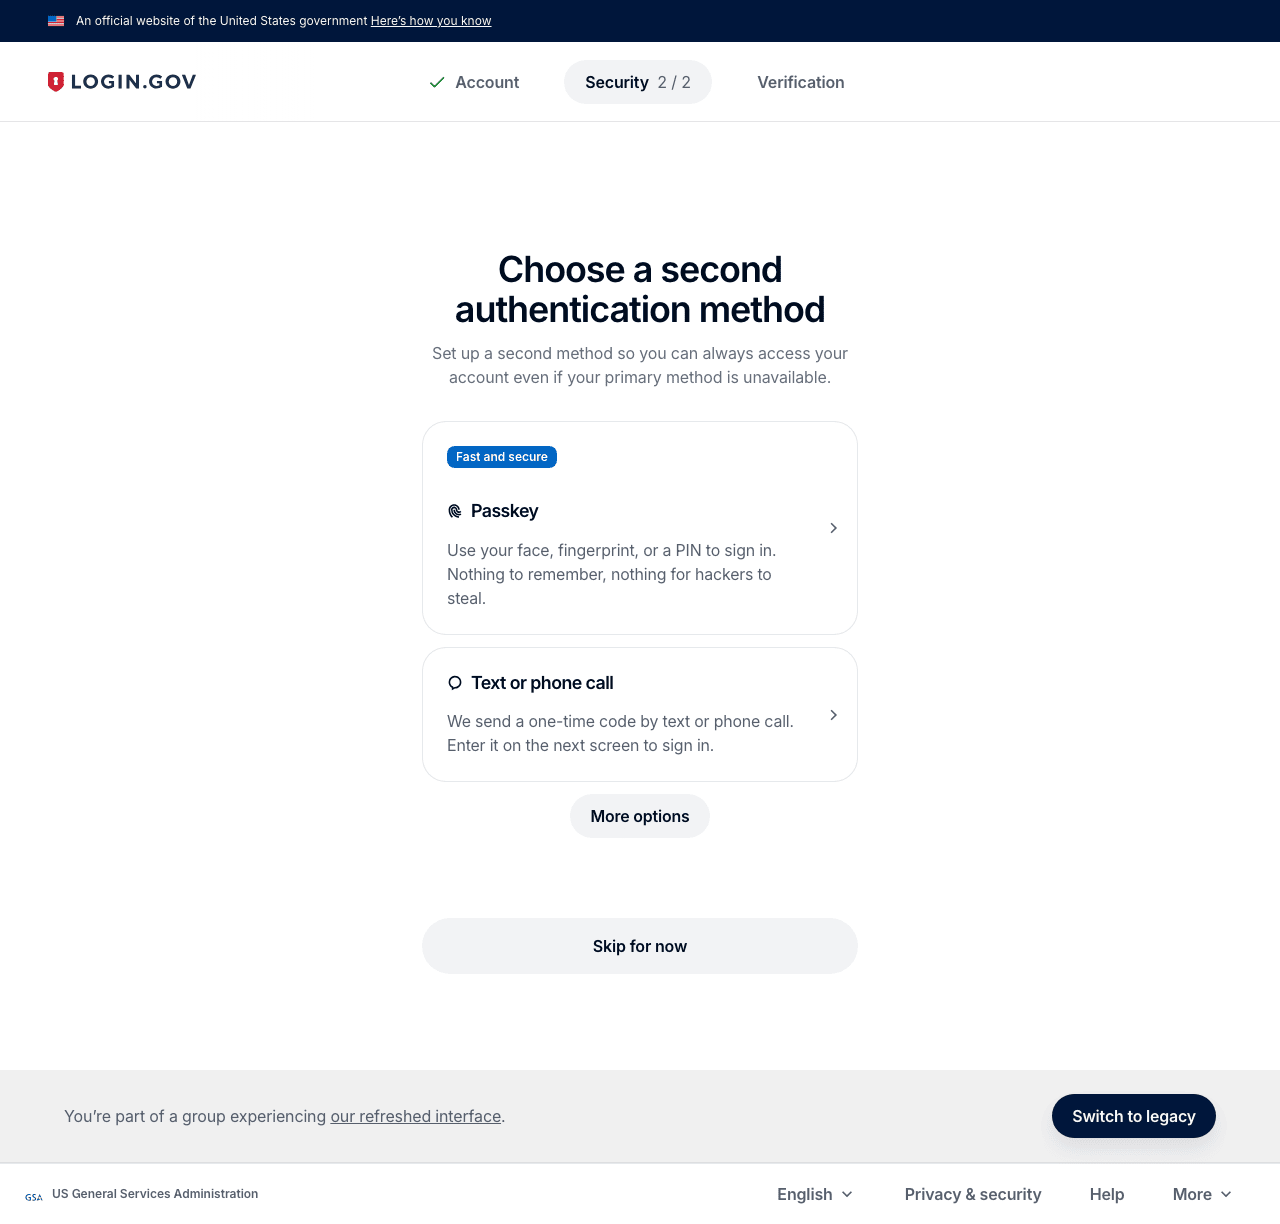 An official website of the United States government Here’s how you know
LOGIN.GOV
Account
Security 2 / 2
Verification
Choose a second
authentication method
Set up a second method so you can always access your
account even if your primary method is unavailable.
Fast and secure
Passkey
Use your face, fingerprint, or a PIN to sign in.
Nothing to remember, nothing for hackers to
steal.
Text or phone call
We send a one-time code by text or phone call.
Enter it on the next screen to sign in.
More options
Skip for now
You’re part of a group experiencing our refreshed interface.
Switch to legacy
GSA US General Services Administration
English
Privacy & security
Help
More